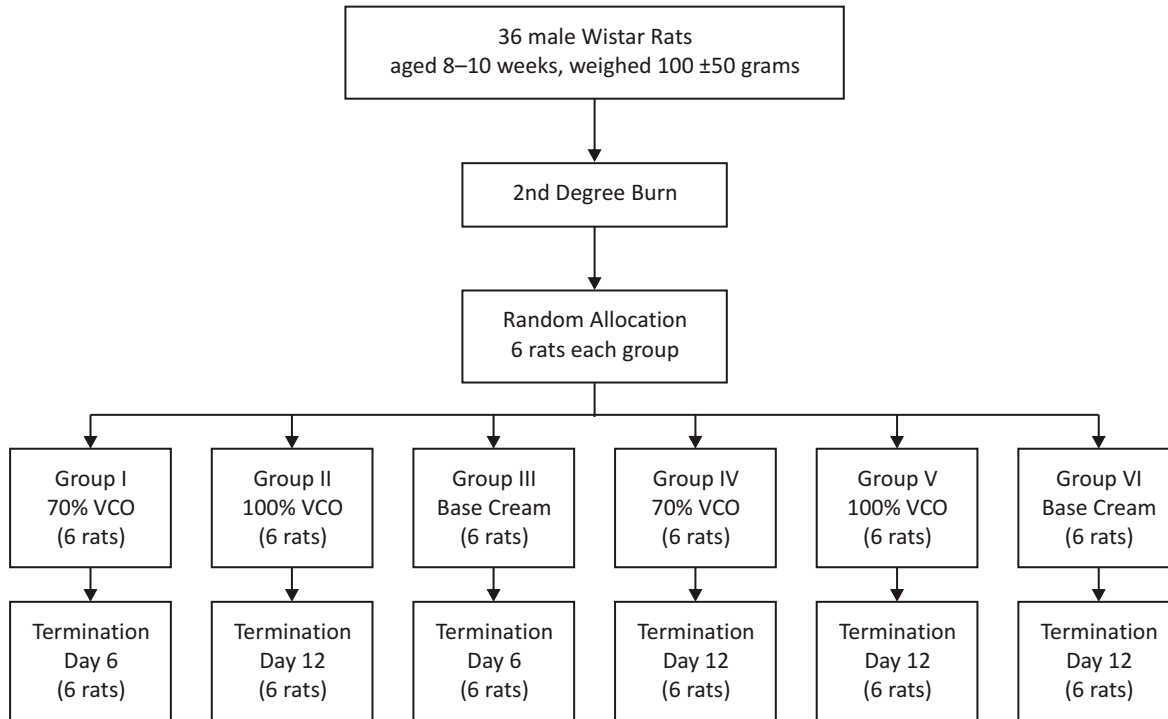 36 male Wistar Rats
aged 8–10 weeks, weighed 100 ±50 grams
2nd Degree Burn
Random Allocation
6 rats each group
Group I
70% VCO
(6 rats)
Group II
100% VCO
(6 rats)
Group III
Base Cream
(6 rats)
Group IV
70% VCO
(6 rats)
Group V
100% VCO
(6 rats)
Group VI
Base Cream
(6 rats)
Termination
Day 6
(6 rats)
Termination
Day 12
(6 rats)
Termination
Day 6
(6 rats)
Termination
Day 12
(6 rats)
Termination
Day 12
(6 rats)
Termination
Day 12
(6 rats)